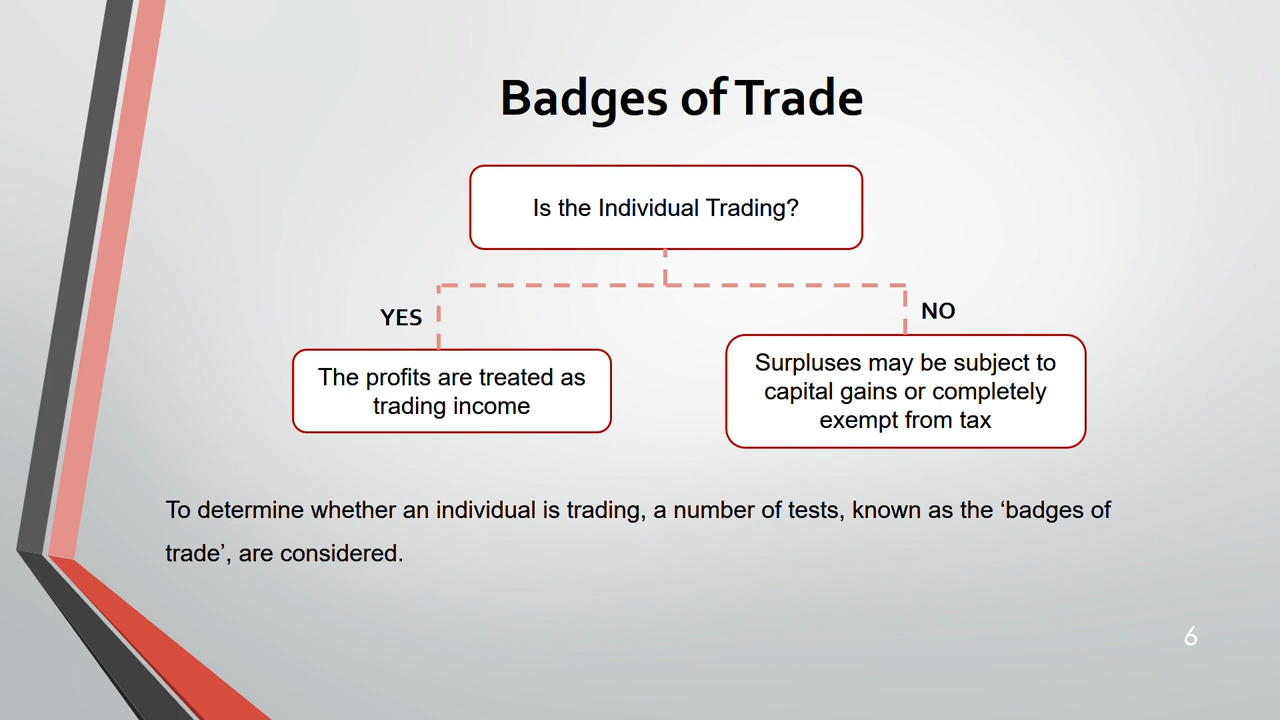 Badges of Trade
Is the Individual Trading?
YES
NO
The profits are treated as
trading income
Surpluses may be subject to
capital gains or completely
exempt from tax
To determine whether an individual is trading, a number of tests, known as the ‘badges of
trade’, are considered.
6